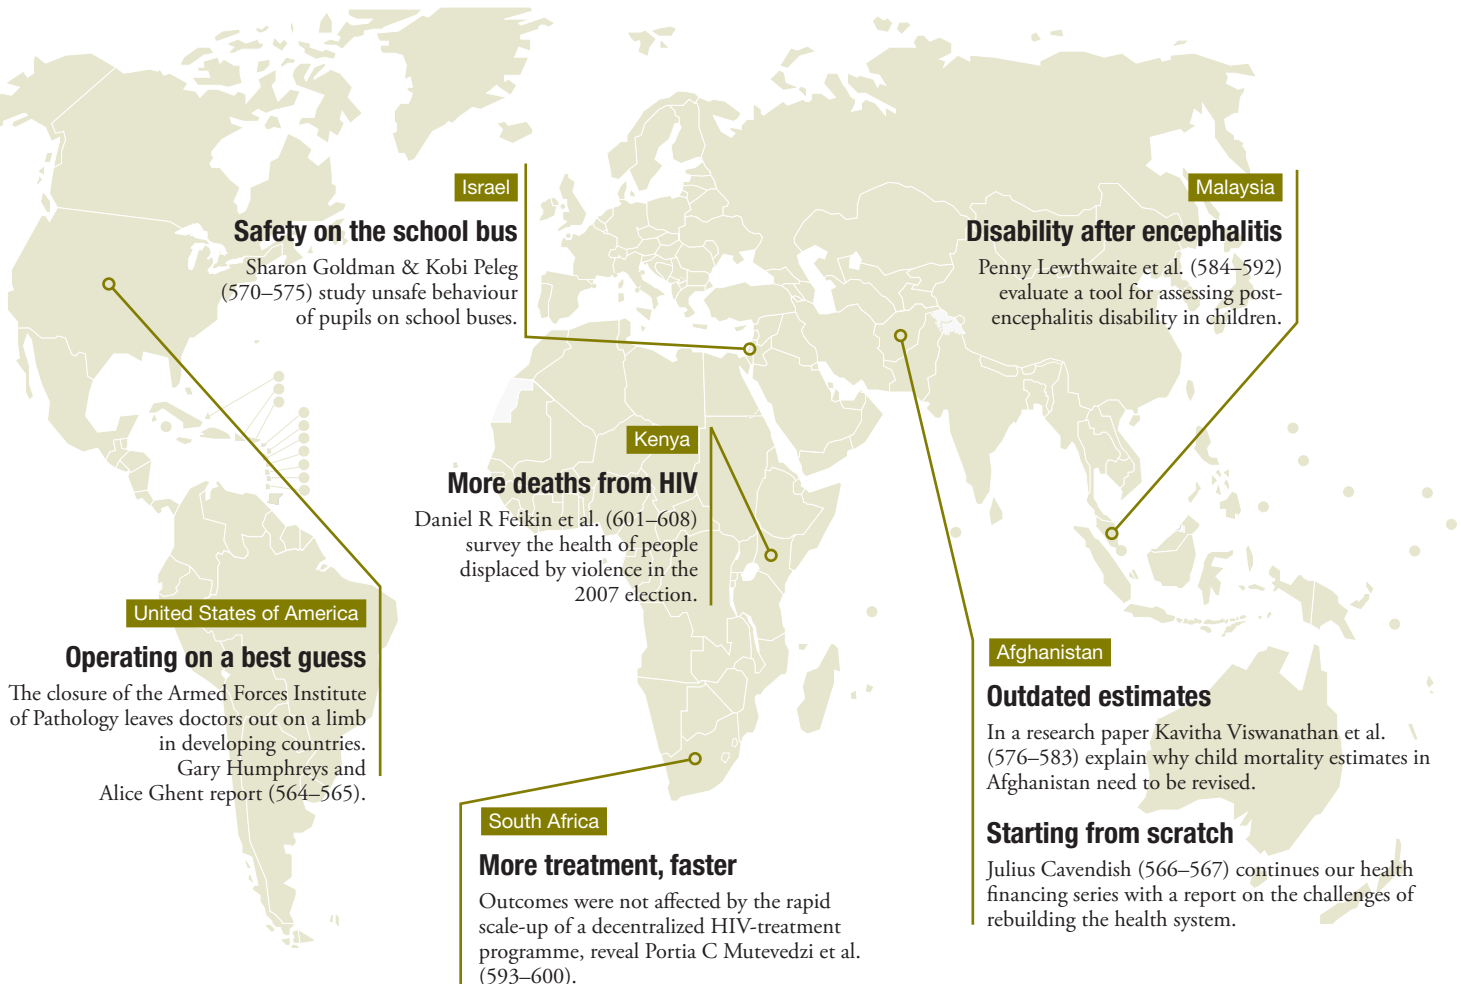 Israel
Safety on the school bus
Sharon Goldman & Kobi Peleg
(570–575) study unsafe behaviour
of pupils on school buses.
Malaysia
Disability after encephalitis
Penny Lewthwaite et al. (584–592)
evaluate a tool for assessing post-
encephalitis disability in children.
Kenya
More deaths from HIV
Daniel R Feikin et al. (601–608)
survey the health of people
displaced by violence in the
2007 election.
United States of America
Operating on a best guess
The closure of the Armed Forces Institute
of Pathology leaves doctors out on a limb
in developing countries.
Gary Humphreys and
Alice Ghent report (564–565).
Afghanistan
Outdated estimates
In a research paper Kavitha Viswanathan et al.
(576–583) explain why child mortality estimates in
Afghanistan need to be revised.
Starting from scratch
Julius Cavendish (566–567) continues our health
financing series with a report on the challenges of
rebuilding the health system.
South Africa
More treatment, faster
Outcomes were not affected by the rapid
scale-up of a decentralized HIV-treatment
programme, reveal Portia C Mutevedzi et al.
(593–600).